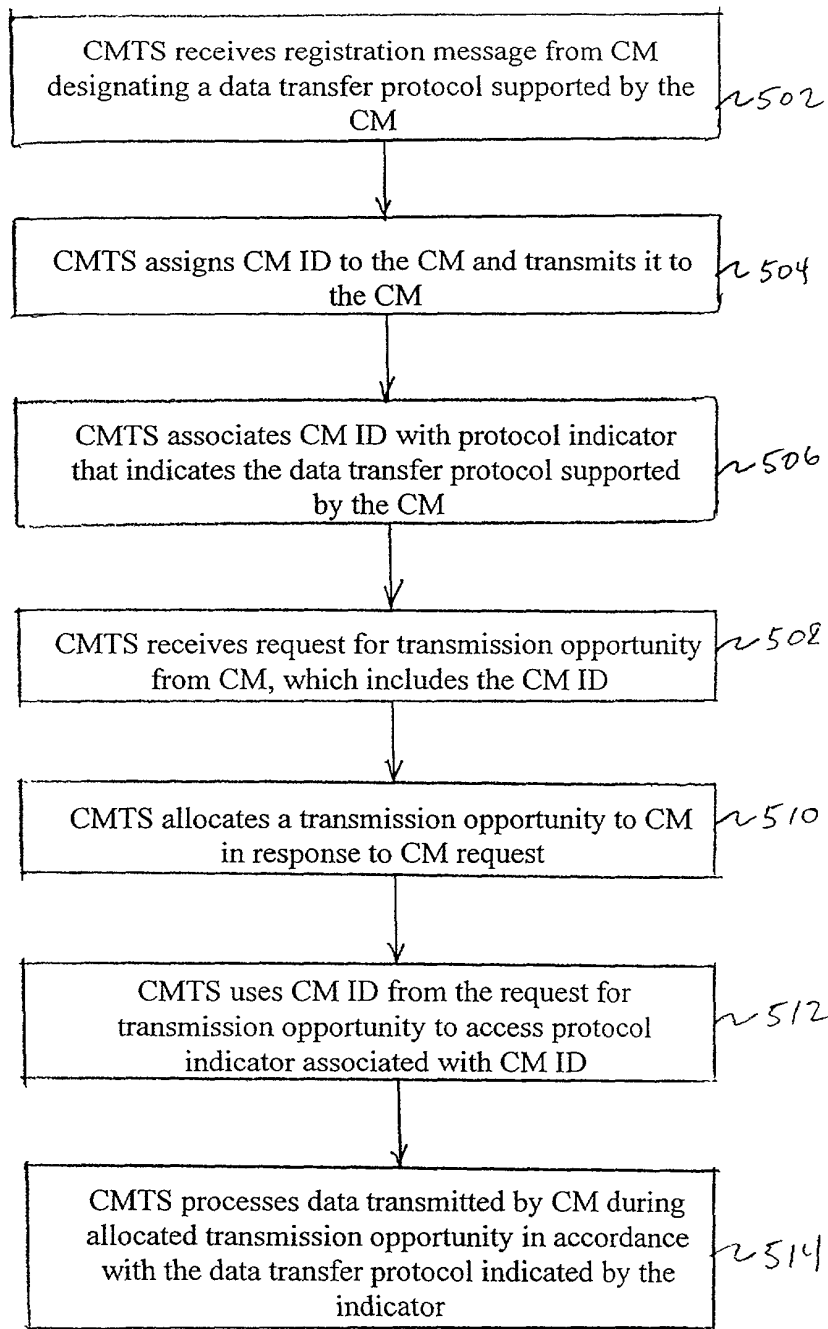 CMTS receives registration message from CM
designating a data transfer protocol supported by the
CM
502
CMTS assigns CM ID to the CM and transmits it to
the CM
504
CMTS associates CM ID with protocol indicator
that indicates the data transfer protocol supported
by the CM
506
CMTS receives request for transmission opportunity
from CM, which includes the CM ID
508
CMTS allocates a transmission opportunity to CM
in response to CM request
510
CMTS uses CM ID from the request for
transmission opportunity to access protocol
indicator associated with CM ID
512
CMTS processes data transmitted by CM during
allocated transmission opportunity in accordance
with the data transfer protocol indicated by the
indicator
514